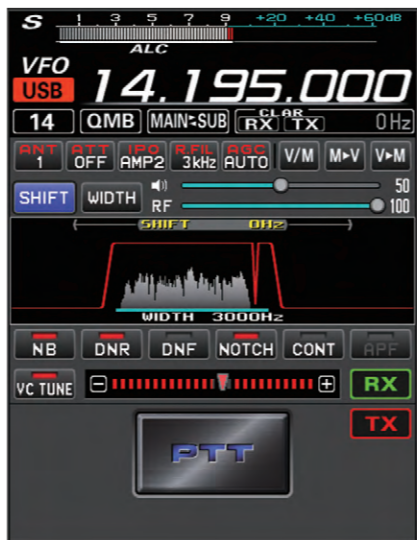 S 1 3 5 7 9 +20 +40 +60dB
ALC
VFO
USB 14.195.000
14 QMB MAIN⇆SUB CLAR RX TX 0Hz
ANT 1 ATT OFF IPO AMP2 R.FIL 3kHz AGC AUTO V/M M▸V V▸M
SHIFT WIDTH 50
RF 100
SHIFT 0Hz
WIDTH 3000Hz
NB DNR DNF NOTCH CONT APF
VC TUNE − + RX
TX
PTT